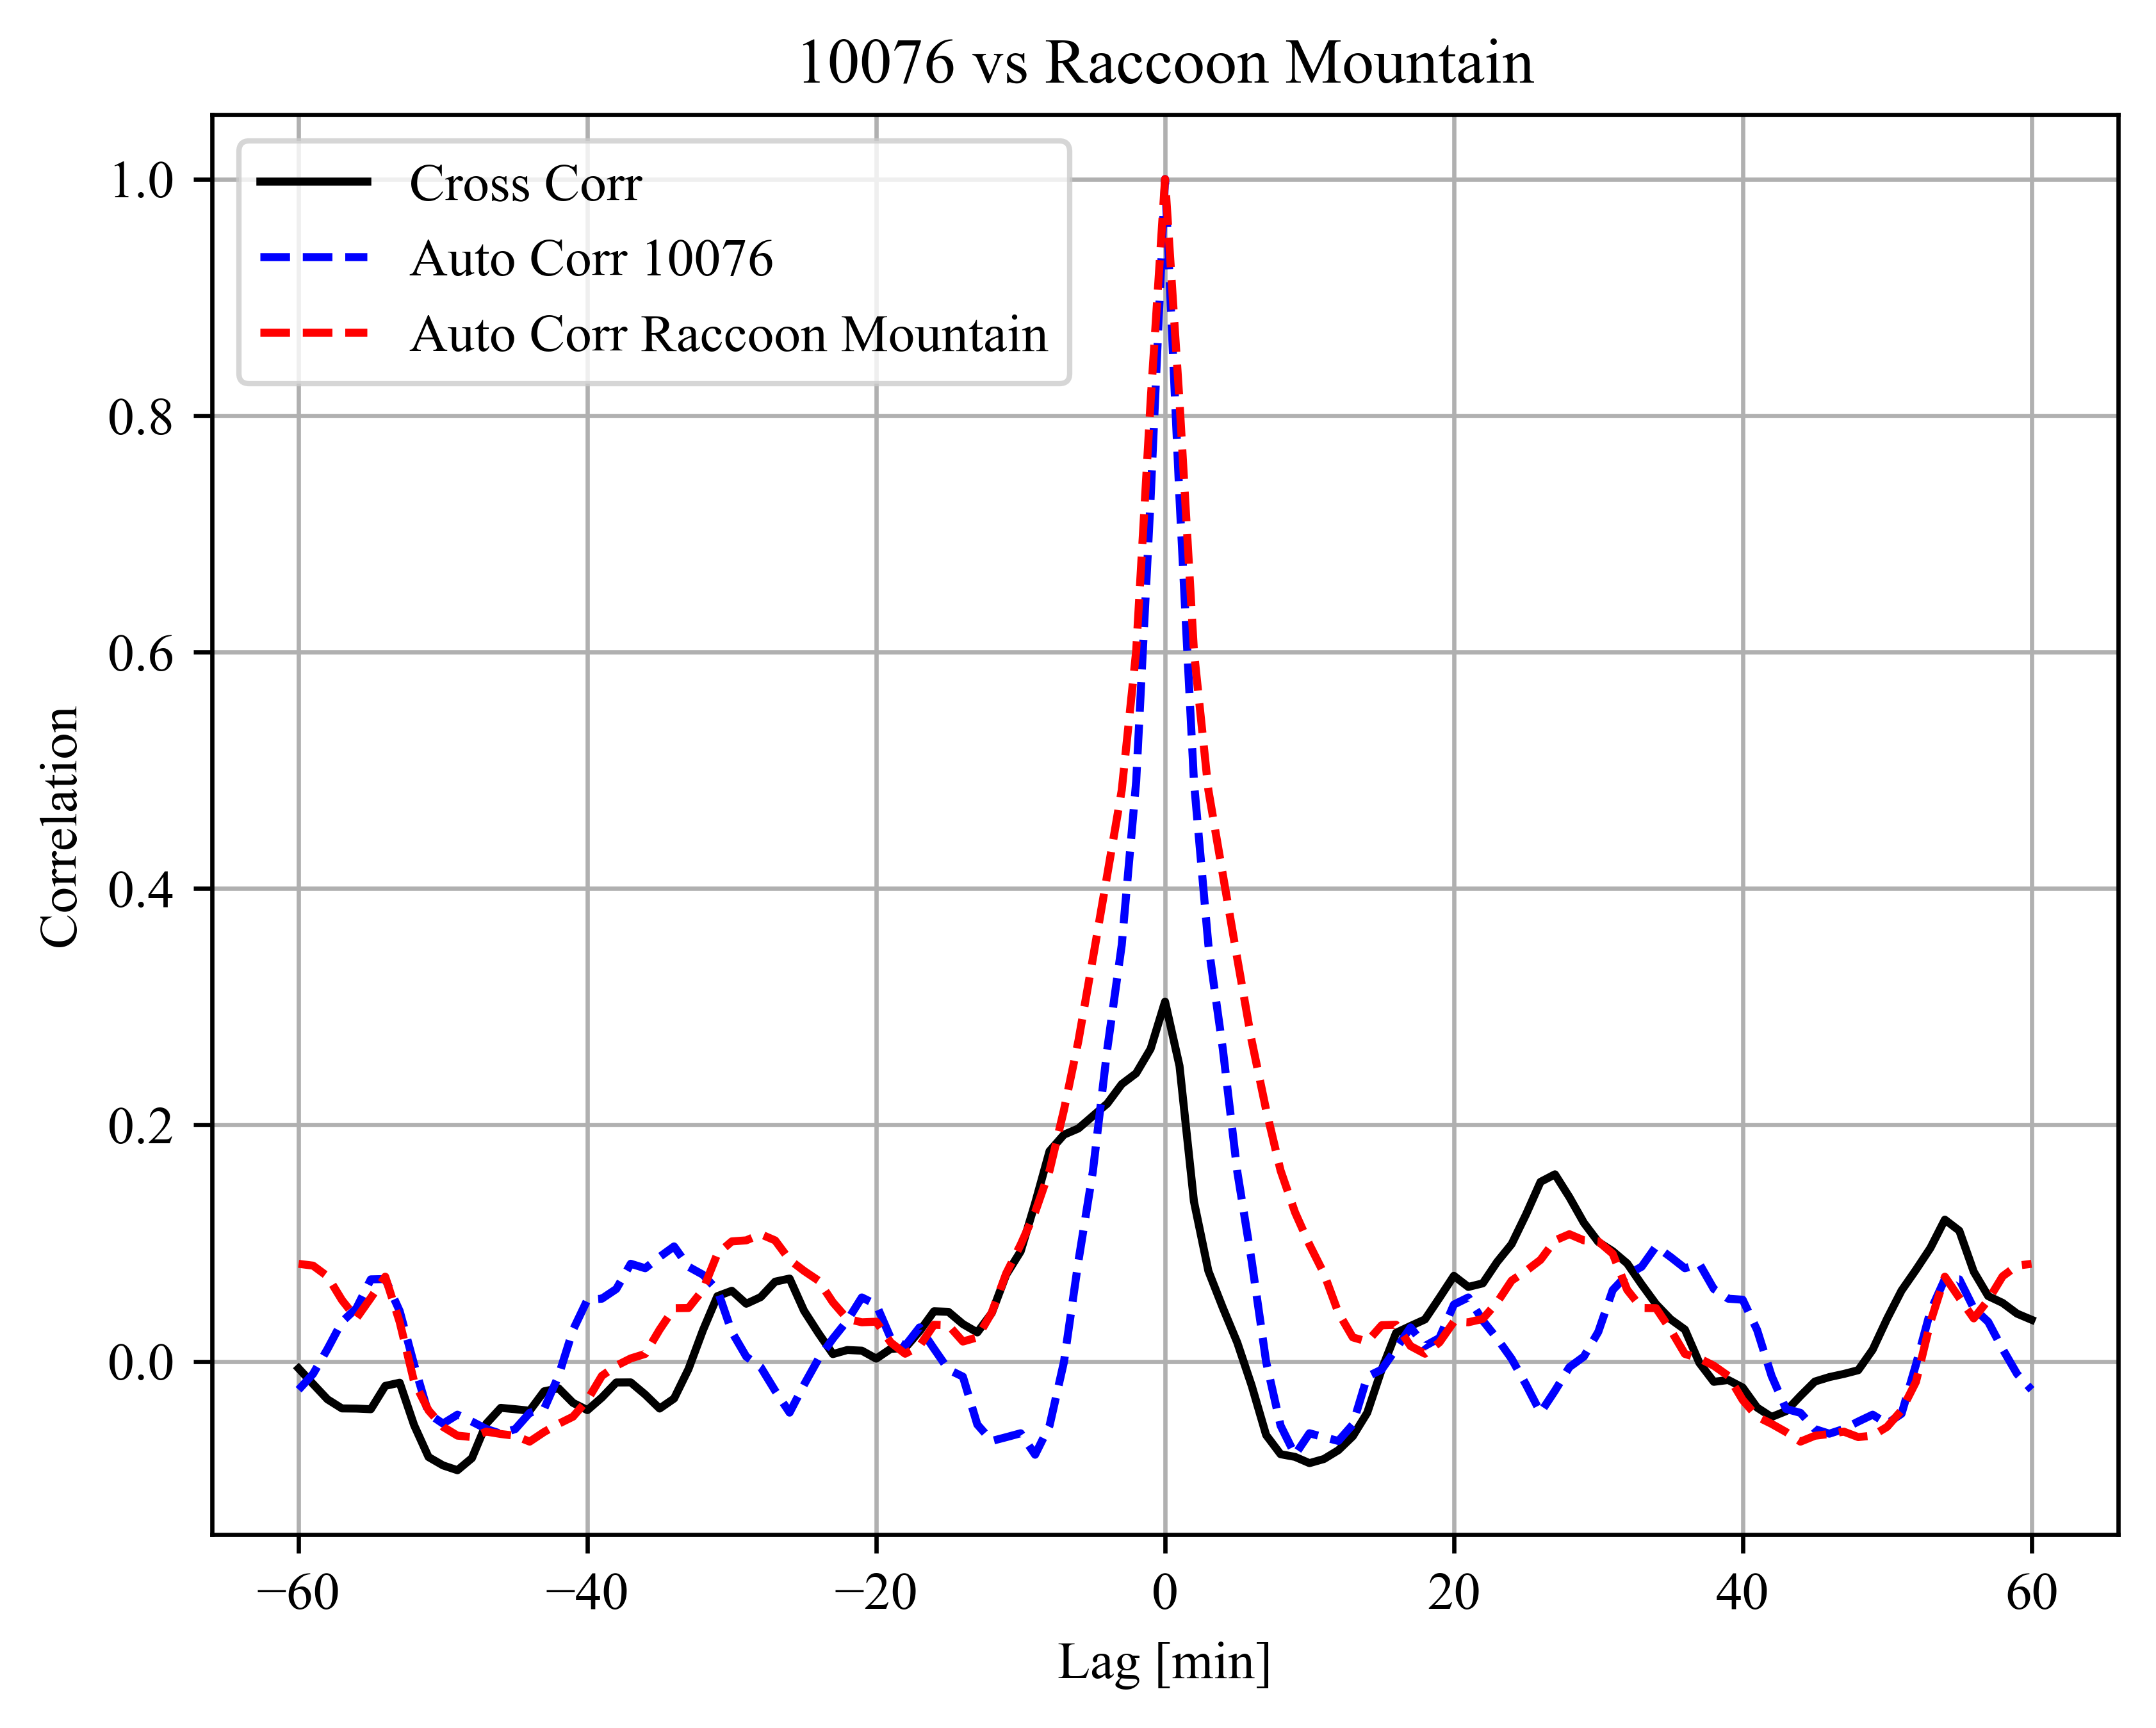 10076 vs Raccoon Mountain
Cross Corr
Auto Corr 10076
Auto Corr Raccoon Mountain
1.0
0.8
0.6
0.4
0.2
0.0
Correlation
−60 −40 −20 0 20 40 60
Lag [min]